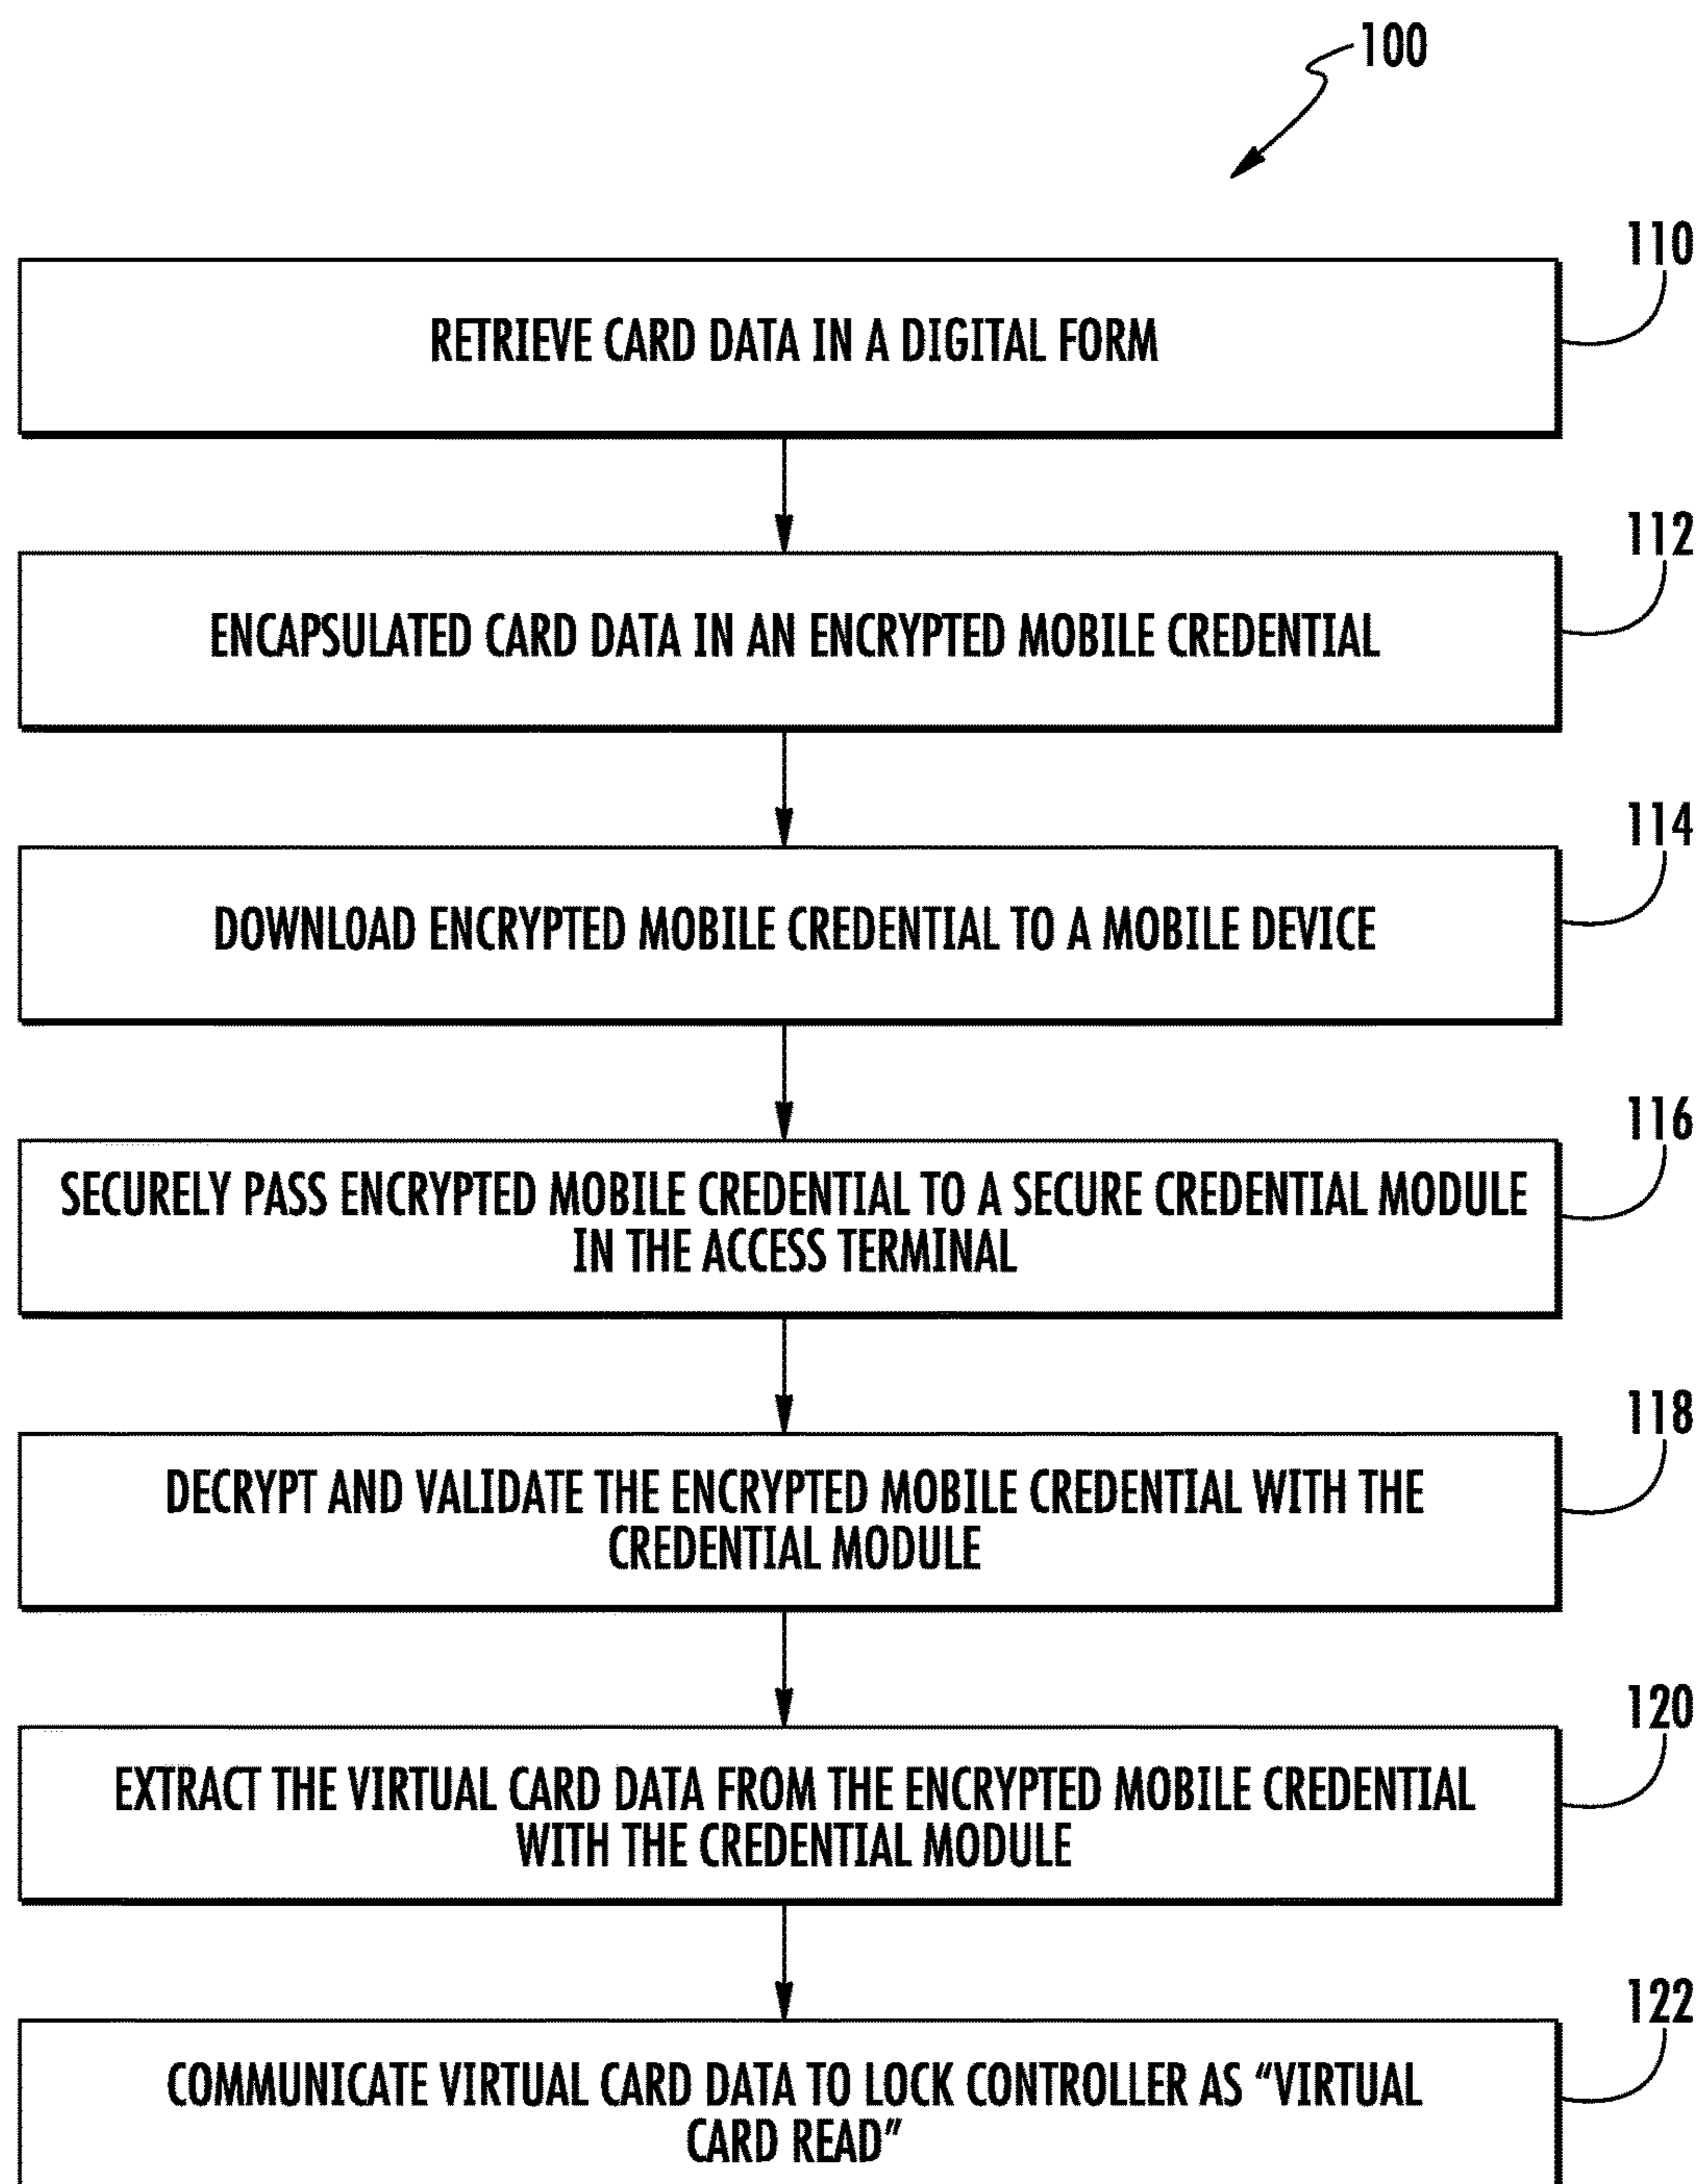 100
110
RETRIEVE CARD DATA IN A DIGITAL FORM
112
ENCAPSULATED CARD DATA IN AN ENCRYPTED MOBILE CREDENTIAL
114
DOWNLOAD ENCRYPTED MOBILE CREDENTIAL TO A MOBILE DEVICE
116
SECURELY PASS ENCRYPTED MOBILE CREDENTIAL TO A SECURE CREDENTIAL MODULE
IN THE ACCESS TERMINAL
118
DECRYPT AND VALIDATE THE ENCRYPTED MOBILE CREDENTIAL WITH THE
CREDENTIAL MODULE
120
EXTRACT THE VIRTUAL CARD DATA FROM THE ENCRYPTED MOBILE CREDENTIAL
WITH THE CREDENTIAL MODULE
122
COMMUNICATE VIRTUAL CARD DATA TO LOCK CONTROLLER AS “VIRTUAL
CARD READ”